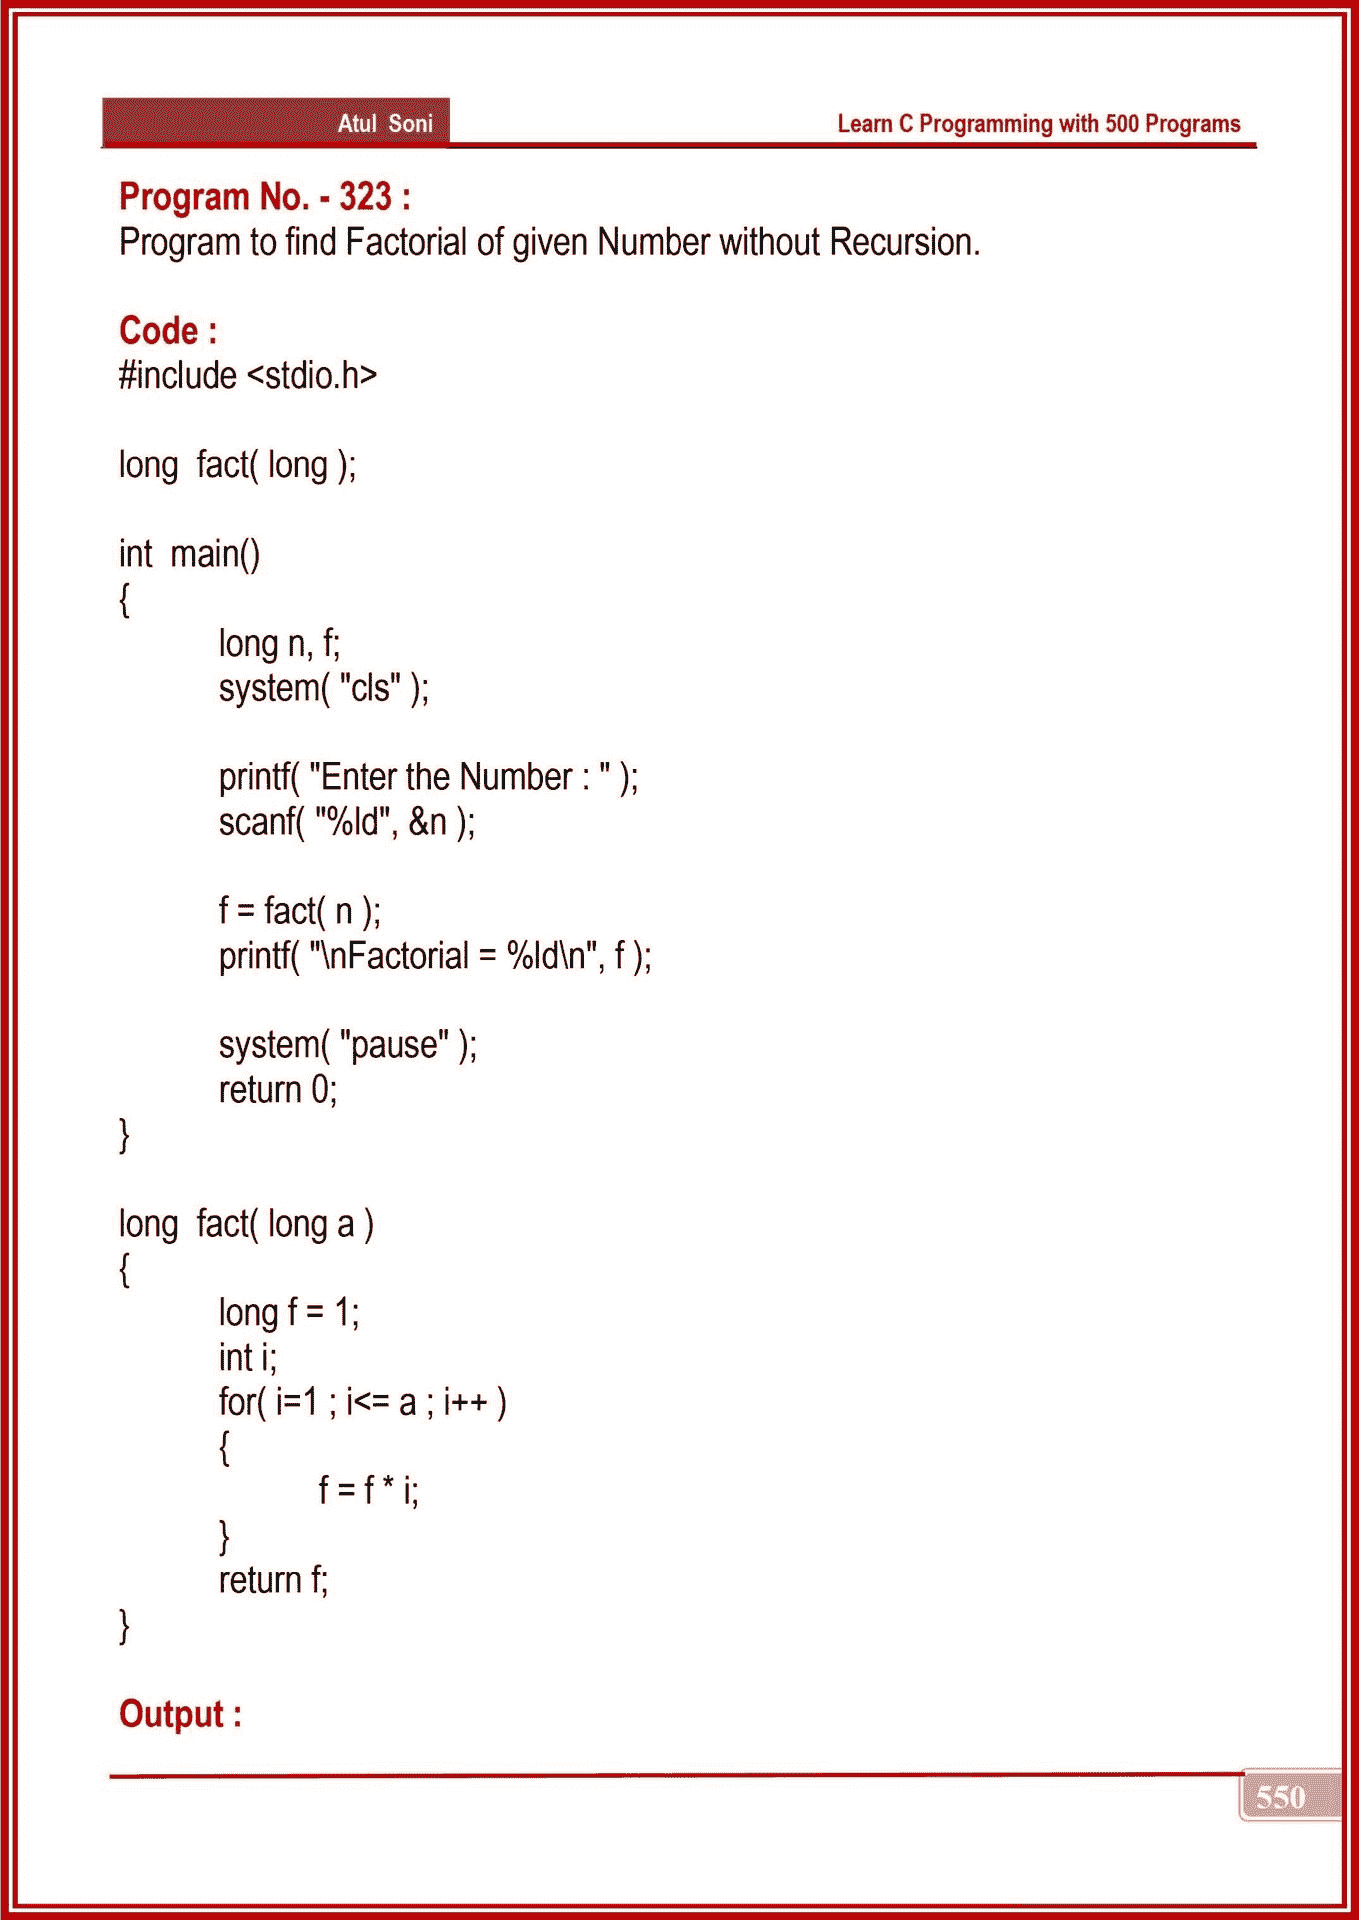 Atul  Soni
Learn C Programming with 500 Programs
Program No. - 323 :
Program to find Factorial of given Number without Recursion.
Code :
#include <stdio.h>
long  fact( long );
int  main()
{
long n, f;
system( "cls" );
printf( "Enter the Number : " );
scanf( "%ld", &n );
f = fact( n );
printf( "\nFactorial = %ld\n", f );
system( "pause" );
return 0;
}
long  fact( long a )
{
long f = 1;
int i;
for( i=1 ; i<= a ; i++ )
{
f = f * i;
}
return f;
}
Output :
550